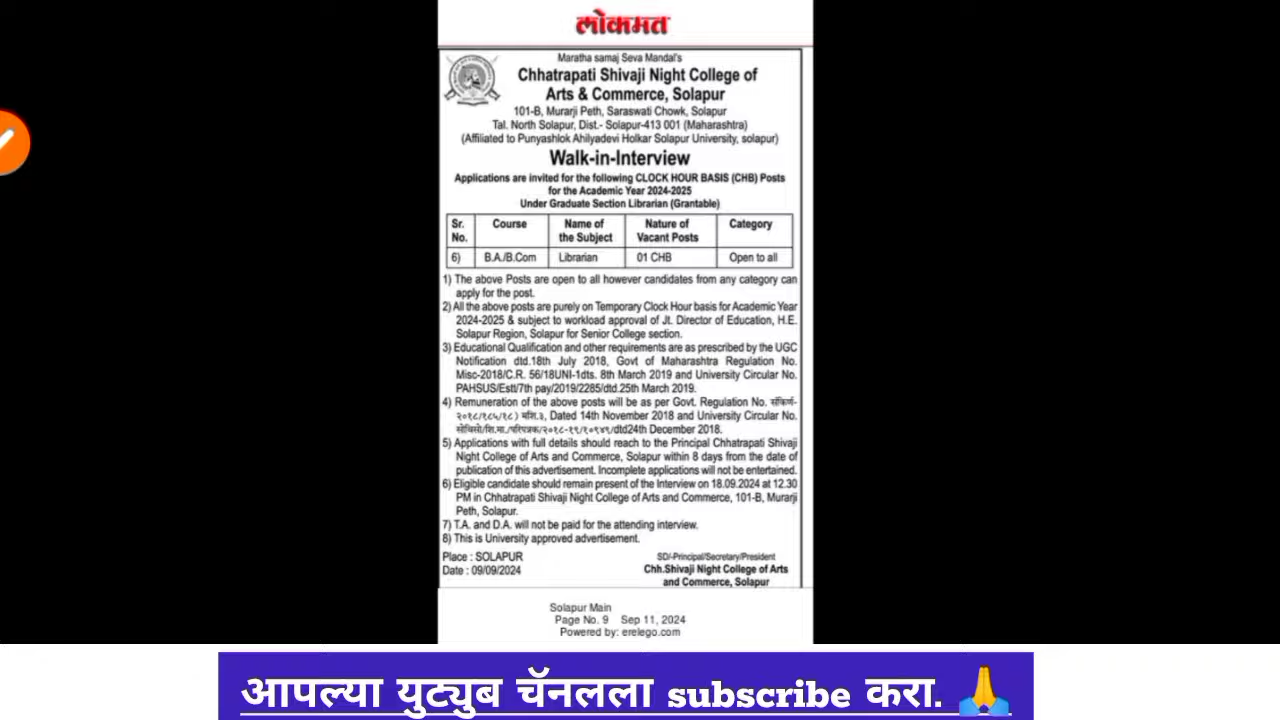 लोकमत
Maratha samaj Seva Mandal's
Chhatrapati Shivaji Night College of
Arts & Commerce, Solapur
101-B, Murarji Peth, Saraswati Chowk, Solapur
Tal. North Solapur, Dist.- Solapur-413 001 (Maharashtra)
(Affiliated to Punyashlok Ahilyadevi Holkar Solapur University, solapur)
Walk-in-Interview
Applications are invited for the following CLOCK HOUR BASIS (CHB) Posts
for the Academic Year 2024-2025
Under Graduate Section Librarian (Grantable)
Sr. No. Course Name of the Subject Nature of Vacant Posts Category
6) B.A./B.Com Librarian 01 CHB Open to all
1) The above Posts are open to all however candidates from any category can
apply for the post.
2) All the above posts are purely on Temporary Clock Hour basis for Academic Year
2024-2025 & subject to workload approval of Jt. Director of Education, H.E.
Solapur Region, Solapur for Senior College section.
3) Educational Qualification and other requirements are as prescribed by the UGC
Notification dtd.18th July 2018, Govt of Maharashtra Regulation No.
Misc-2018/C.R. 56/18UNI-1dts. 8th March 2019 and University Circular No.
PAHSUS/Estt/7th pay/2019/2285/dtd.25th March 2019.
4) Remuneration of the above posts will be as per Govt. Regulation No. संकिर्ण-
२०१८/१८५/१८) मशि.३, Dated 14th November 2018 and University Circular No.
सोविसो/शि.मा./परिपत्रक/२०१८-१९/१०९४९/dtd24th December 2018.
5) Applications with full details should reach to the Principal Chhatrapati Shivaji
Night College of Arts and Commerce, Solapur within 8 days from the date of
publication of this advertisement. Incomplete applications will not be entertained.
6) Eligible candidate should remain present of the Interview on 18.09.2024 at 12.30
PM in Chhatrapati Shivaji Night College of Arts and Commerce, 101-B, Murarji
Peth, Solapur.
7) T.A. and D.A. will not be paid for the attending interview.
8) This is University approved advertisement.
Place : SOLAPUR
Date : 09/09/2024
SD/-Principal/Secretary/President
Chh.Shivaji Night College of Arts
and Commerce, Solapur
Solapur Main
Page No. 9 Sep 11, 2024
Powered by: erelego.com
आपल्या युट्युब चॅनलला subscribe करा. 🙏